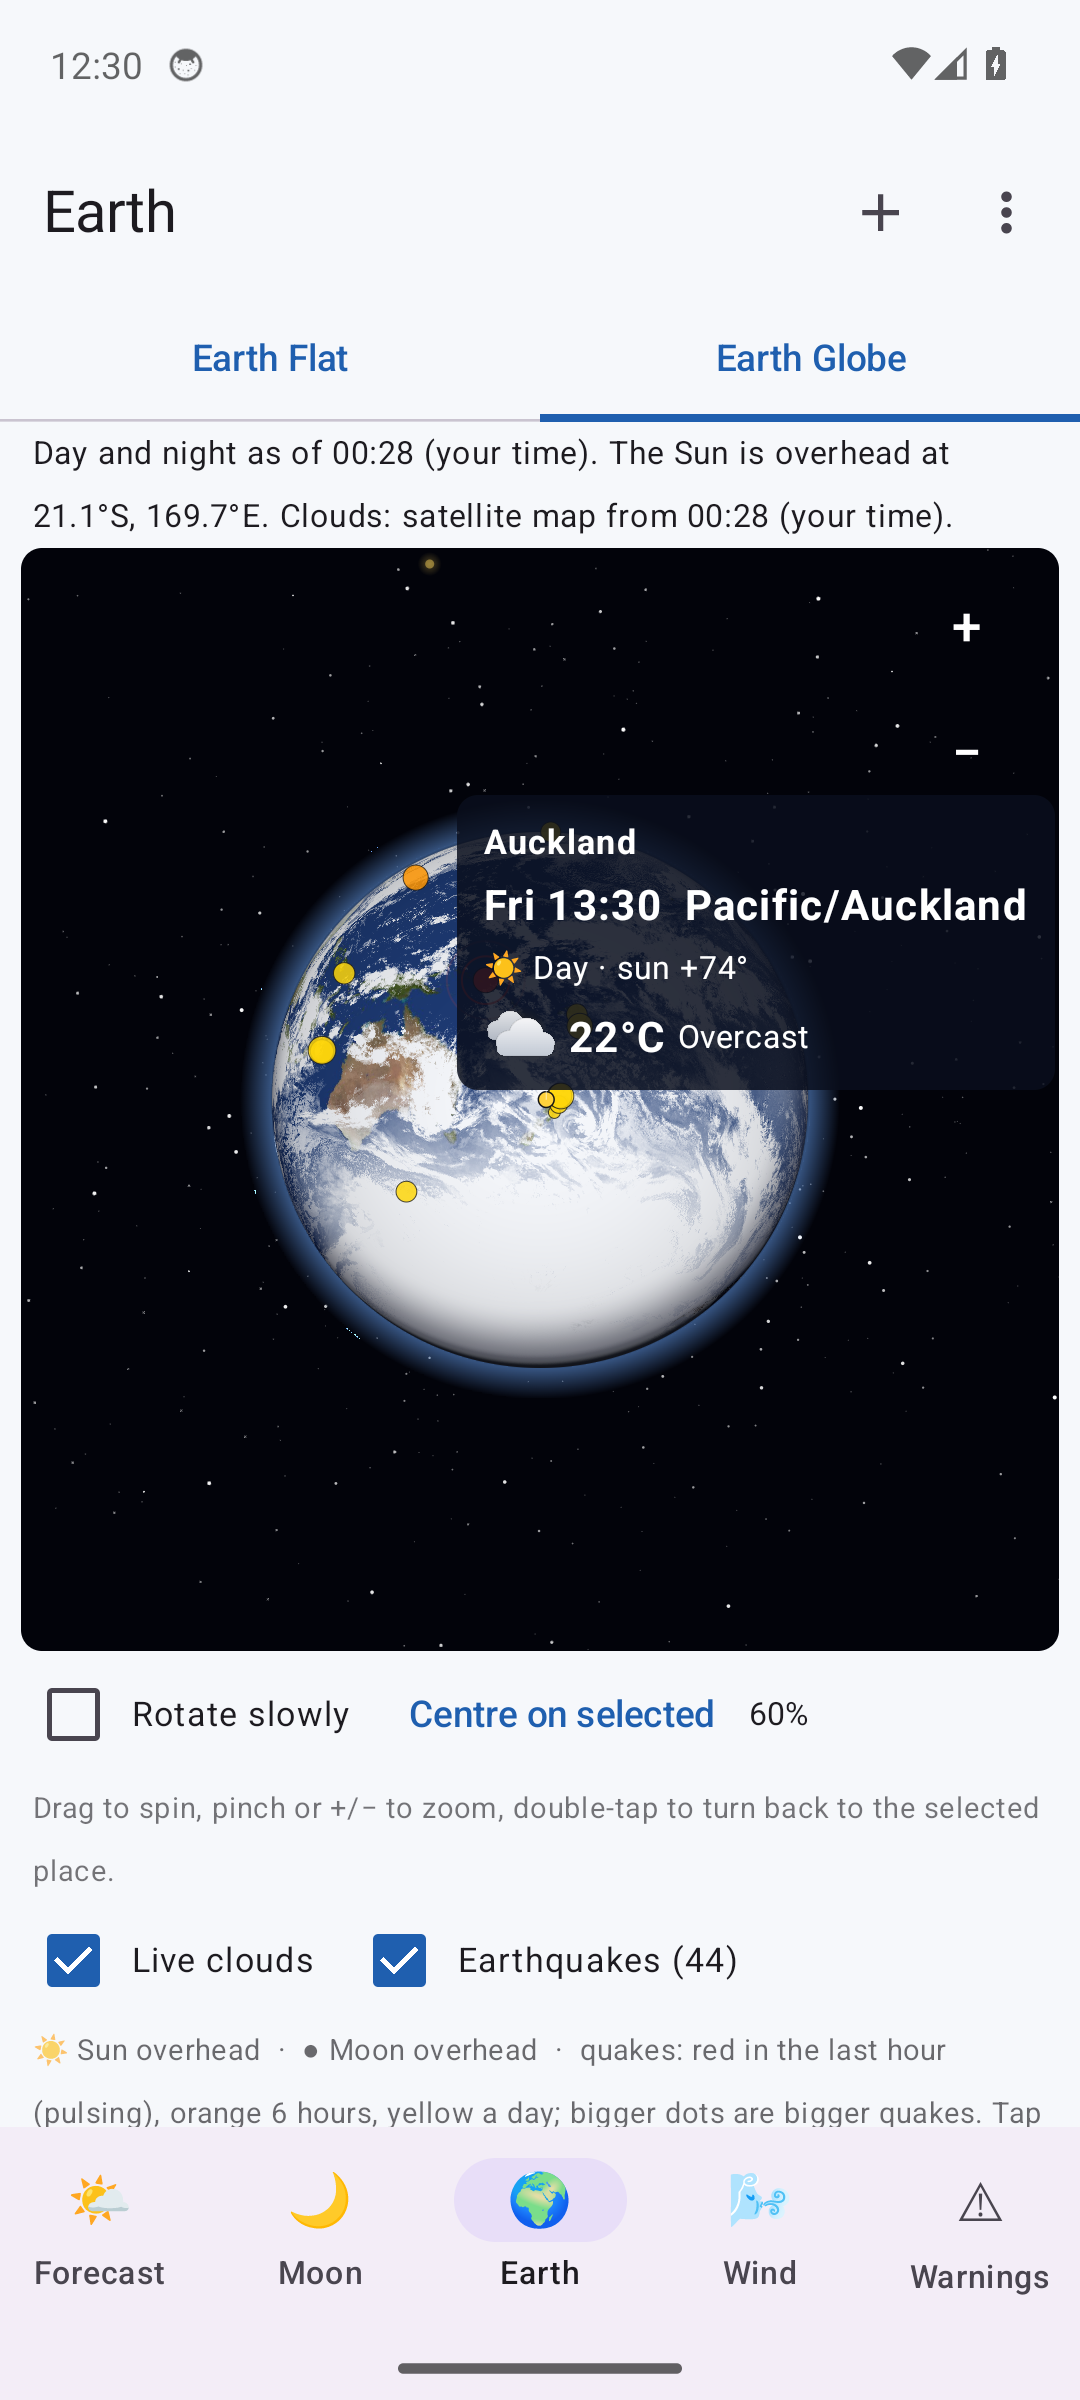 12:30
Earth
Earth Flat
Earth Globe
Day and night as of 00:28 (your time). The Sun is overhead at
21.1°S, 169.7°E. Clouds: satellite map from 00:28 (your time).
+
−
Auckland
Fri 13:30 Pacific/Auckland
☀️ Day · sun +74°
22°C Overcast
Rotate slowly
Centre on selected
60%
Drag to spin, pinch or +/− to zoom, double-tap to turn back to the selected
place.
Live clouds
Earthquakes (44)
☀️ Sun overhead · ● Moon overhead · quakes: red in the last hour
(pulsing), orange 6 hours, yellow a day; bigger dots are bigger quakes. Tap
Forecast
Moon
Earth
Wind
Warnings